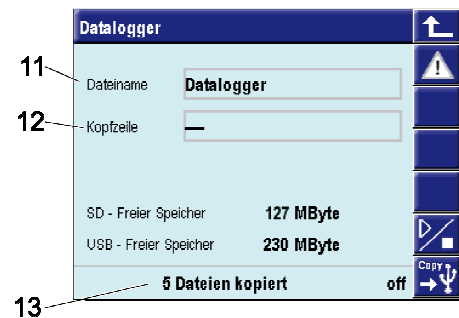 Datalogger
11
Dateiname Datalogger
12
Kopfzeile
SD - Freier Speicher 127 MByte
USB - Freier Speicher 230 MByte
5 Dateien kopiert off
Copy
13